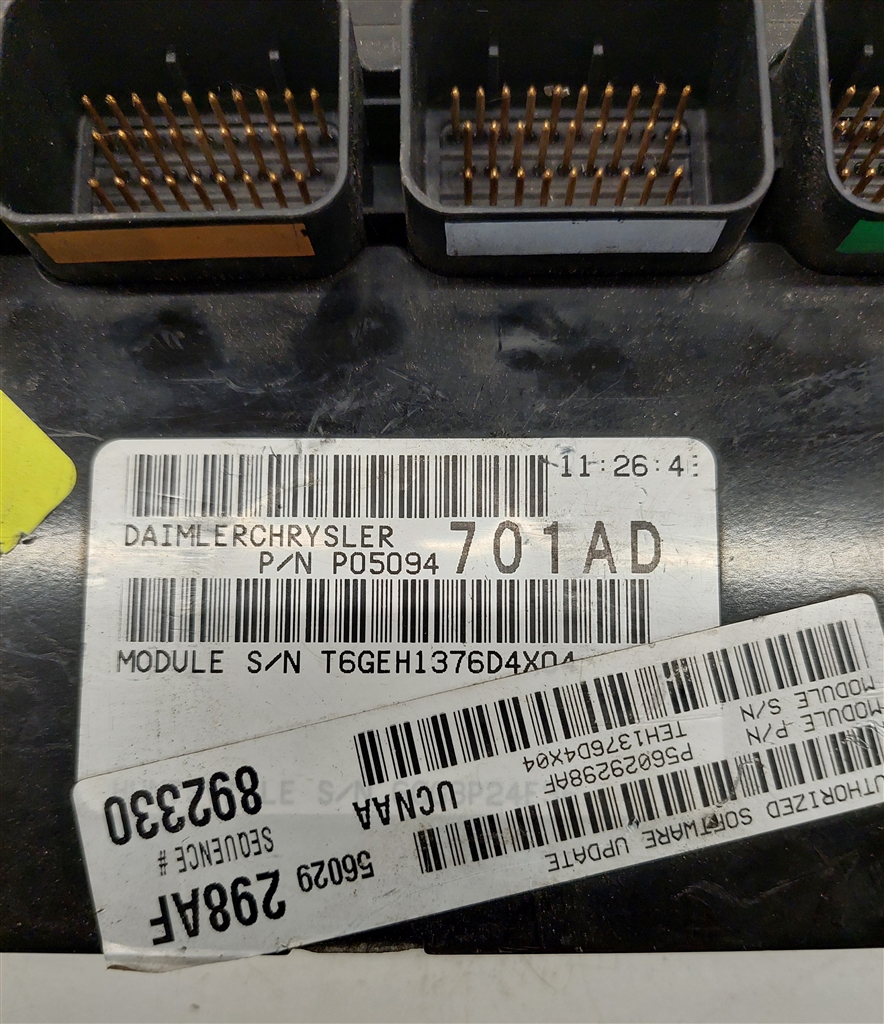 11:26:4
DAIMLERCHRYSLER
P/N P05094 701AD
MODULE S/N T6GEH1376D4X04
AUTHORIZED SOFTWARE UPDATE
MODULE P/N P56029298AF
MODULE S/N TEH1376D4X04
56029 298AF
UCNAA
SEQUENCE #
892330